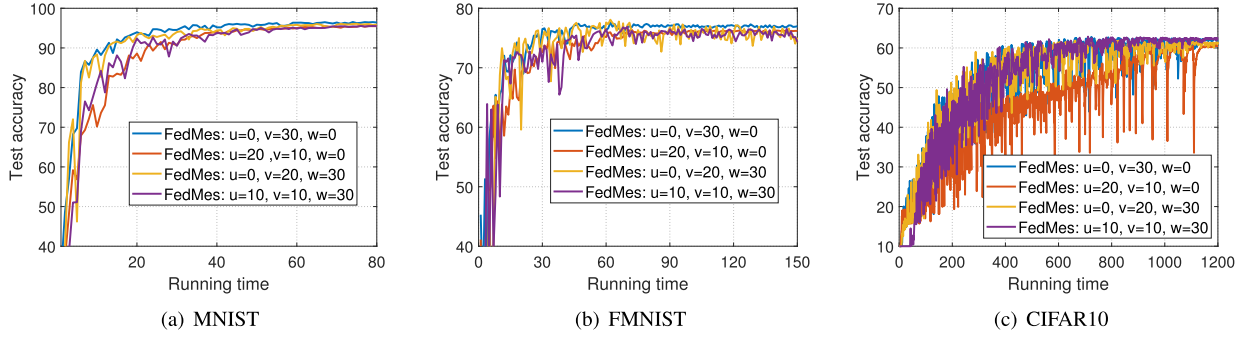 100
90
80
70
60
50
40
20
40
60
80
Test accuracy
Running time
FedMes: u=0, v=30, w=0
FedMes: u=20 ,v=10, w=0
FedMes: u=0, v=20, w=30
FedMes: u=10, v=10, w=30
(a) MNIST
80
70
60
50
40
0
30
60
90
120
150
Test accuracy
Running time
FedMes: u=0, v=30, w=0
FedMes: u=20, v=10, w=0
FedMes: u=0, v=20, w=30
FedMes: u=10, v=10, w=30
(b) FMNIST
70
60
50
40
30
20
10
0
200
400
600
800
1000
1200
Test accuracy
Running time
FedMes: u=0, v=30, w=0
FedMes: u=20, v=10, w=0
FedMes: u=0, v=20, w=30
FedMes: u=10, v=10, w=30
(c) CIFAR10